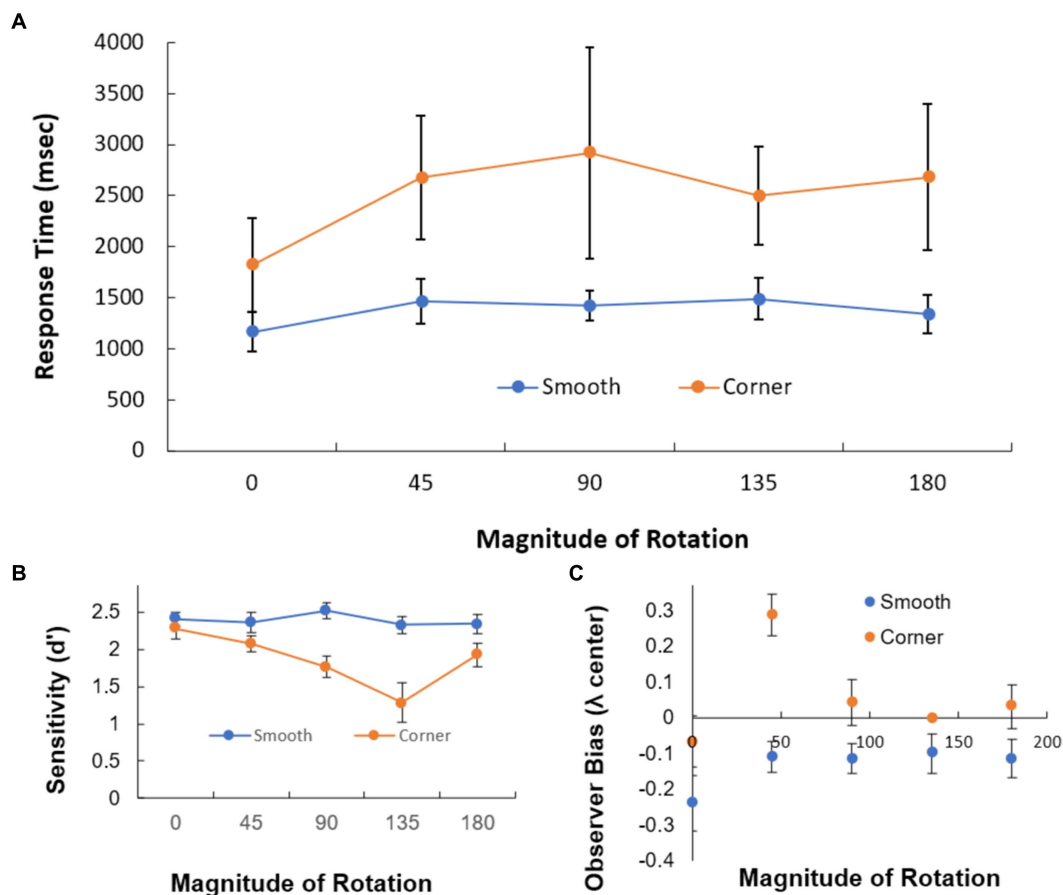 A
Response Time (msec)
4000
3500
3000
2500
2000
1500
1000
500
0
Smooth
Corner
0 45 90 135 180
Magnitude of Rotation
B
Sensitivity (d')
2.5
2
1.5
1
0.5
0
Smooth
Corner
0 45 90 135 180
Magnitude of Rotation
C
Observer Bias (λ center)
0.3
0.2
0.1
0
-0.1
-0.2
-0.3
-0.4
Smooth
Corner
0 50 100 150 200
Magnitude of Rotation